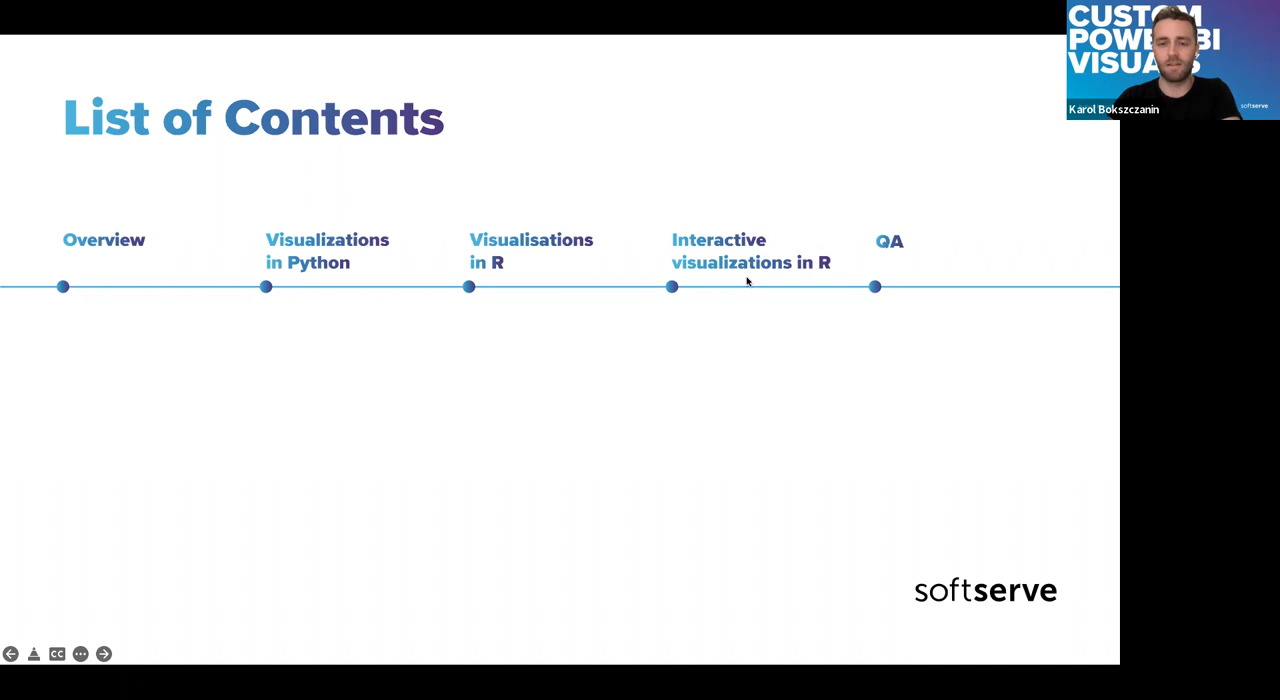 List of Contents
Overview
Visualizations
in Python
Visualisations
in R
Interactive
visualizations in R
QA
softserve
CC
CUSTOM
POWER BI
VISUALS
Karol Bokszczanin
softserve